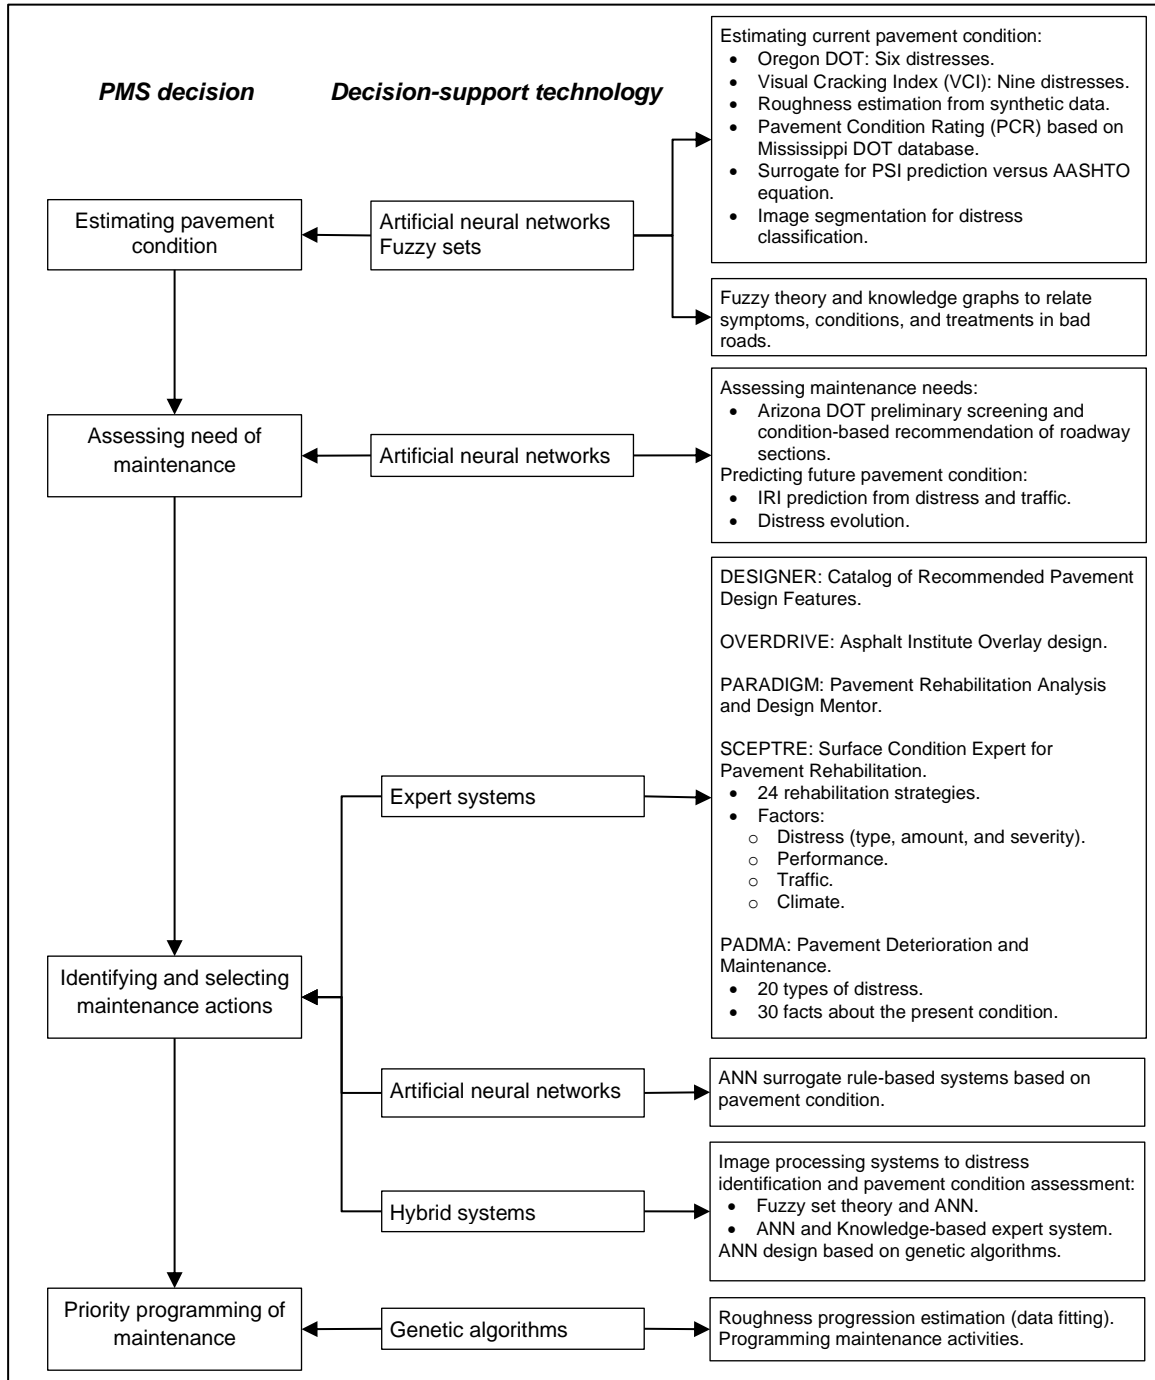 PMS decision
Decision-support technology
Estimating current pavement condition:
• Oregon DOT: Six distresses.
• Visual Cracking Index (VCI): Nine distresses.
• Roughness estimation from synthetic data.
• Pavement Condition Rating (PCR) based on
Mississippi DOT database.
• Surrogate for PSI prediction versus AASHTO
equation.
• Image segmentation for distress
classification.
Estimating pavement
condition
Artificial neural networks
Fuzzy sets
Fuzzy theory and knowledge graphs to relate
symptoms, conditions, and treatments in bad
roads.
Assessing need of
maintenance
Artificial neural networks
Assessing maintenance needs:
• Arizona DOT preliminary screening and
condition-based recommendation of roadway
sections.
Predicting future pavement condition:
• IRI prediction from distress and traffic.
• Distress evolution.
Identifying and selecting
maintenance actions
Expert systems
DESIGNER: Catalog of Recommended Pavement
Design Features.
OVERDRIVE: Asphalt Institute Overlay design.
PARADIGM: Pavement Rehabilitation Analysis
and Design Mentor.
SCEPTRE: Surface Condition Expert for
Pavement Rehabilitation.
• 24 rehabilitation strategies.
• Factors:
o Distress (type, amount, and severity).
o Performance.
o Traffic.
o Climate.
PADMA: Pavement Deterioration and
Maintenance.
• 20 types of distress.
• 30 facts about the present condition.
Artificial neural networks
ANN surrogate rule-based systems based on
pavement condition.
Hybrid systems
Image processing systems to distress
identification and pavement condition assessment:
• Fuzzy set theory and ANN.
• ANN and Knowledge-based expert system.
ANN design based on genetic algorithms.
Priority programming of
maintenance
Genetic algorithms
Roughness progression estimation (data fitting).
Programming maintenance activities.